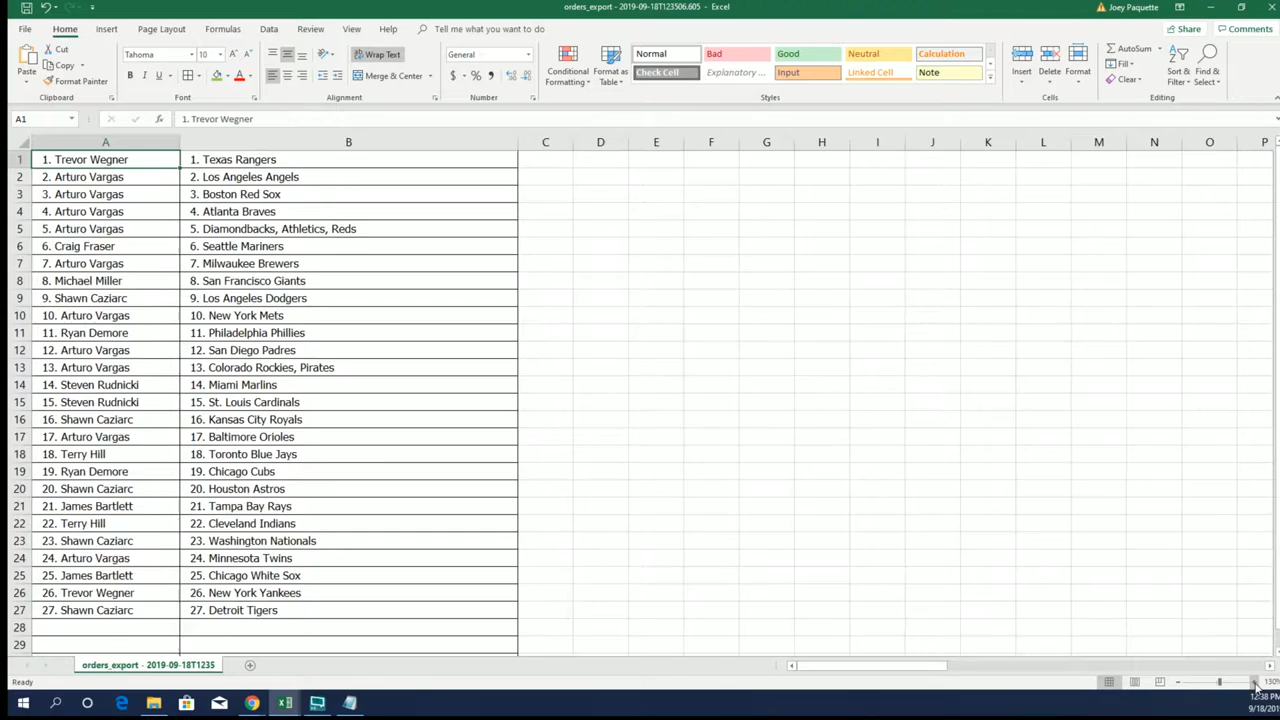 orders_export - 2019-09-18T123506.605 - Excel
Joey Paquette
File Home Insert Page Layout Formulas Data Review View Help Tell me what you want to do Share Comments
Paste Cut Copy Format Painter Clipboard
Tahoma 10 B I U A Font
Wrap Text Merge & Center Alignment
General $ % , Number
Conditional Formatting Format as Table
Normal Bad Good Neutral Calculation
Check Cell Explanatory ... Input Linked Cell Note
Styles
Insert Delete Format Cells
AutoSum Fill Clear Sort & Filter Find & Select Editing
A1 fx 1. Trevor Wegner
A B C D E F G H I J K L M N O P
1 1. Trevor Wegner 1. Texas Rangers
2 2. Arturo Vargas 2. Los Angeles Angels
3 3. Arturo Vargas 3. Boston Red Sox
4 4. Arturo Vargas 4. Atlanta Braves
5 5. Arturo Vargas 5. Diamondbacks, Athletics, Reds
6 6. Craig Fraser 6. Seattle Mariners
7 7. Arturo Vargas 7. Milwaukee Brewers
8 8. Michael Miller 8. San Francisco Giants
9 9. Shawn Caziarc 9. Los Angeles Dodgers
10 10. Arturo Vargas 10. New York Mets
11 11. Ryan Demore 11. Philadelphia Phillies
12 12. Arturo Vargas 12. San Diego Padres
13 13. Arturo Vargas 13. Colorado Rockies, Pirates
14 14. Steven Rudnicki 14. Miami Marlins
15 15. Steven Rudnicki 15. St. Louis Cardinals
16 16. Shawn Caziarc 16. Kansas City Royals
17 17. Arturo Vargas 17. Baltimore Orioles
18 18. Terry Hill 18. Toronto Blue Jays
19 19. Ryan Demore 19. Chicago Cubs
20 20. Shawn Caziarc 20. Houston Astros
21 21. James Bartlett 21. Tampa Bay Rays
22 22. Terry Hill 22. Cleveland Indians
23 23. Shawn Caziarc 23. Washington Nationals
24 24. Arturo Vargas 24. Minnesota Twins
25 25. James Bartlett 25. Chicago White Sox
26 26. Trevor Wegner 26. New York Yankees
27 27. Shawn Caziarc 27. Detroit Tigers
28
29
orders_export - 2019-09-18T1235
Ready 130%
12:38 PM
9/18/201